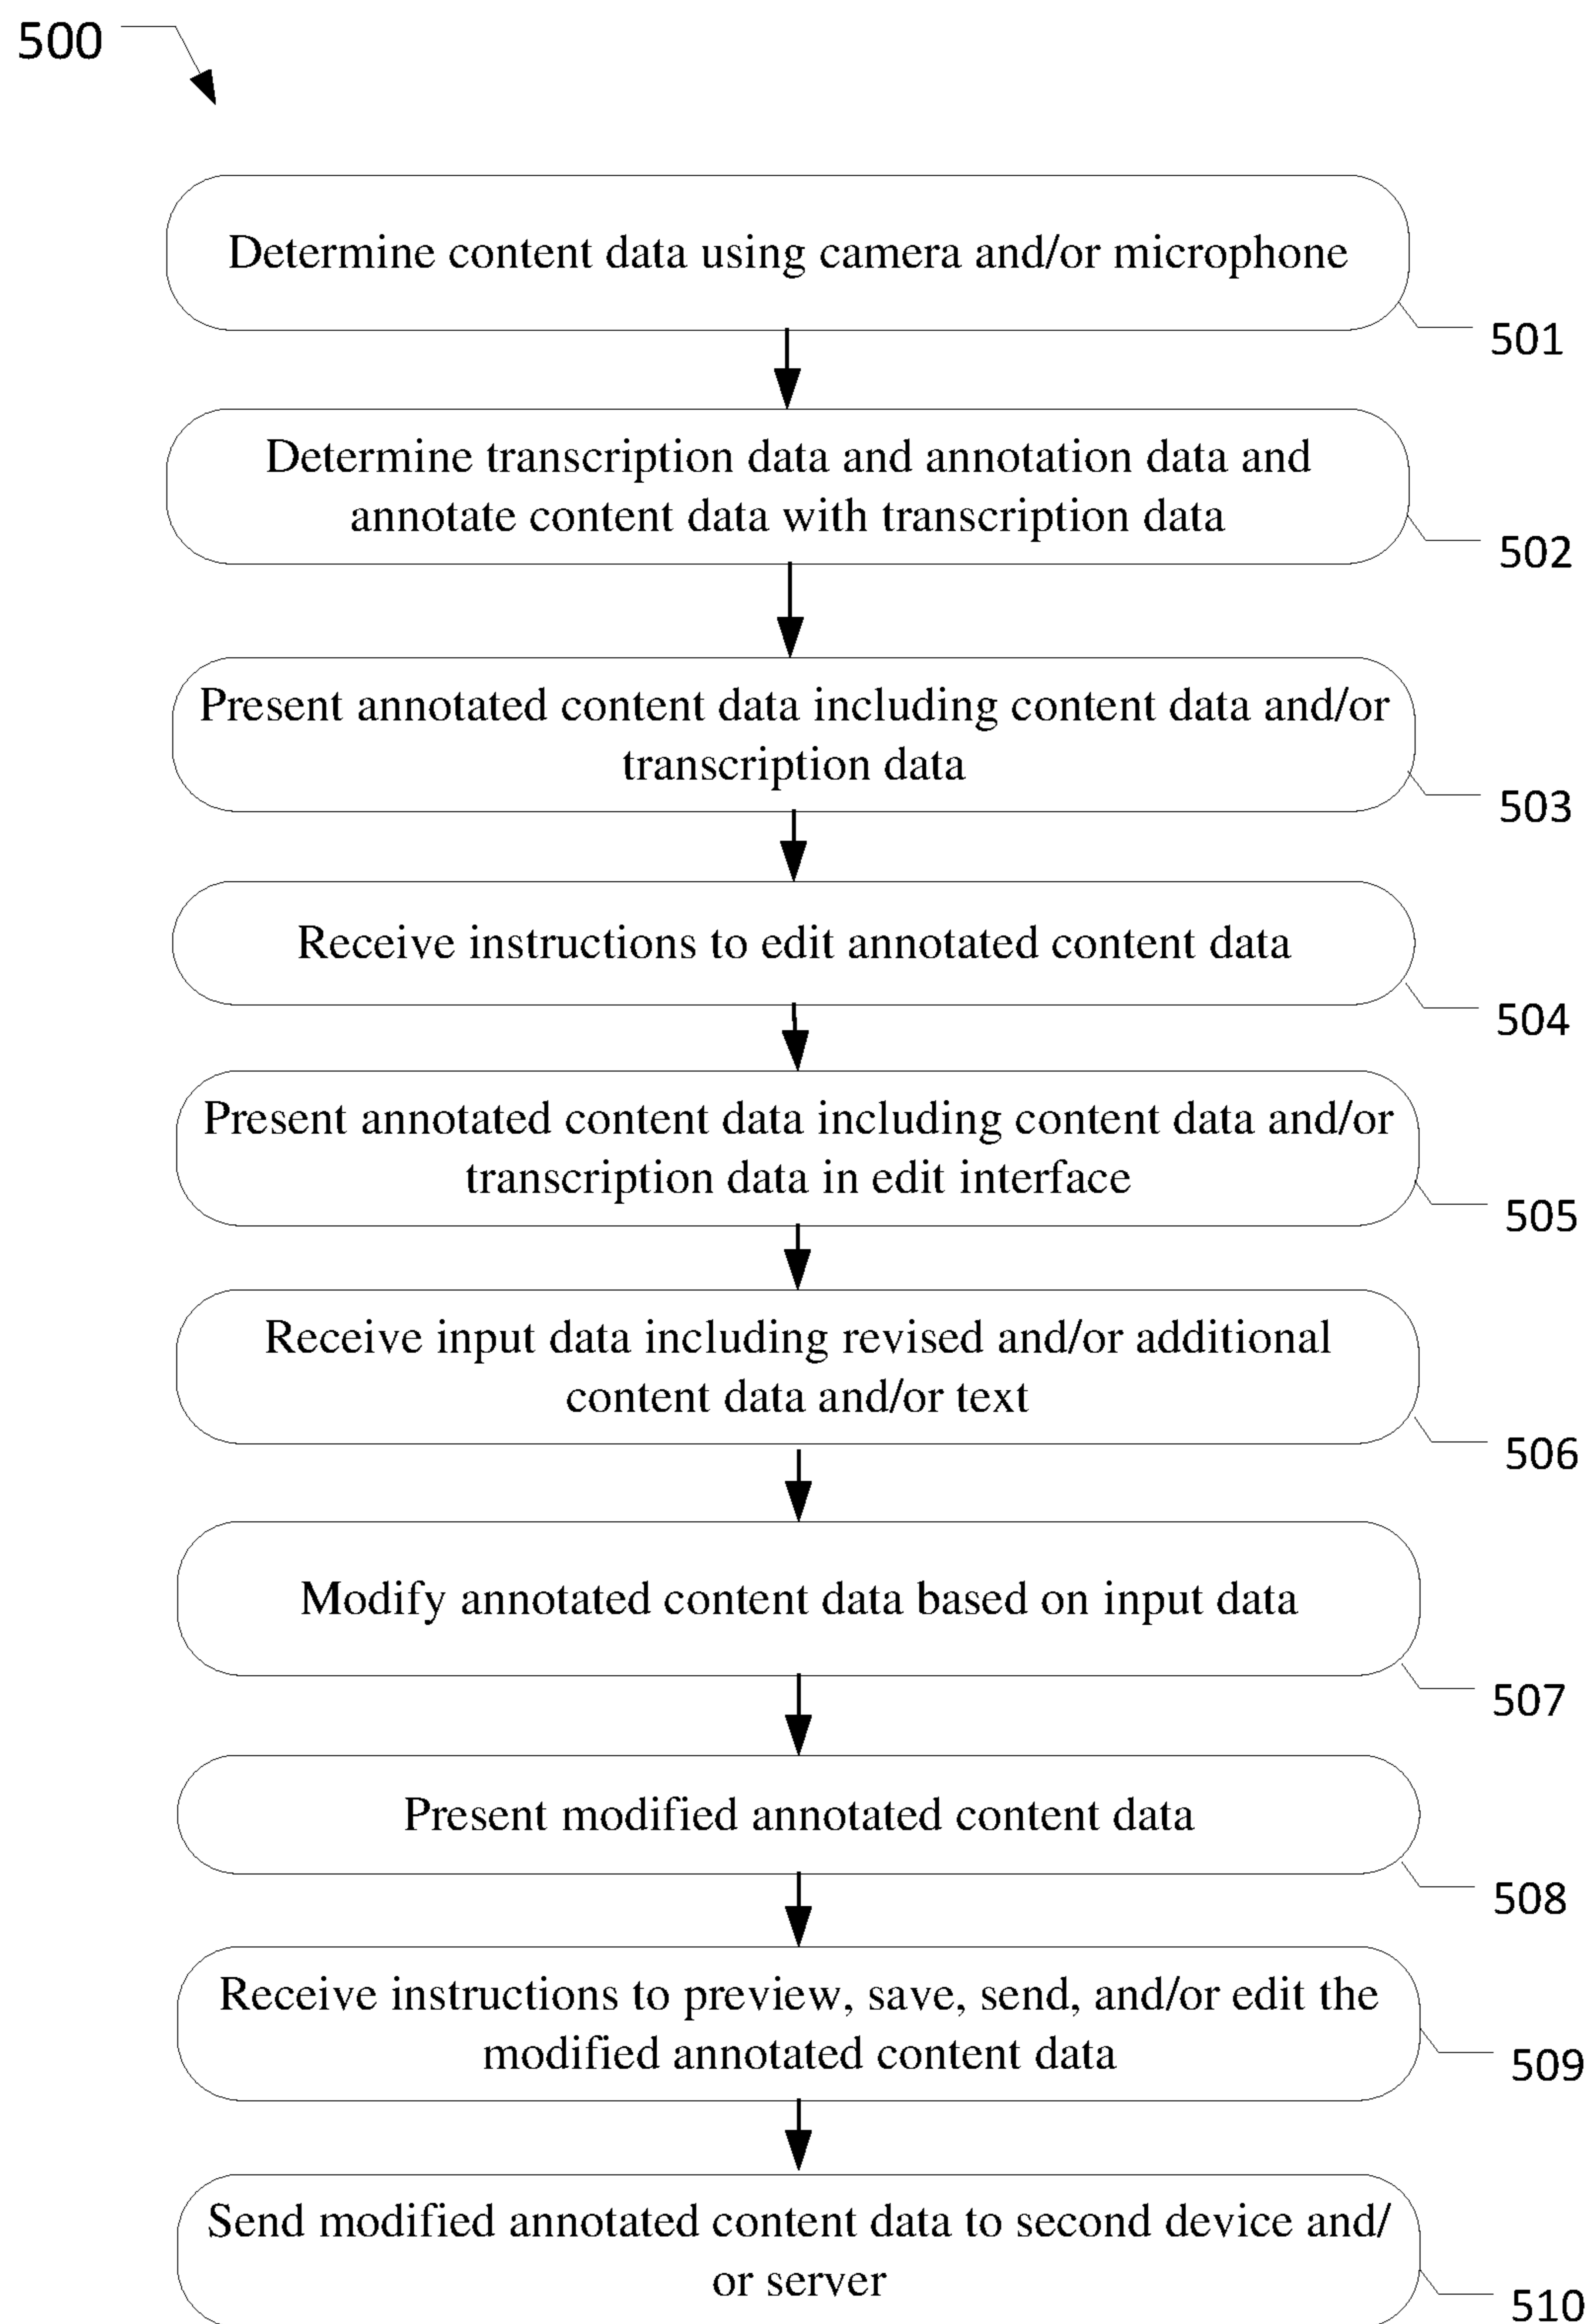 500
Determine content data using camera and/or microphone
501
Determine transcription data and annotation data and
annotate content data with transcription data
502
Present annotated content data including content data and/or
transcription data
503
Receive instructions to edit annotated content data
504
Present annotated content data including content data and/or
transcription data in edit interface
505
Receive input data including revised and/or additional
content data and/or text
506
Modify annotated content data based on input data
507
Present modified annotated content data
508
Receive instructions to preview, save, send, and/or edit the
modified annotated content data
509
Send modified annotated content data to second device and/
or server
510